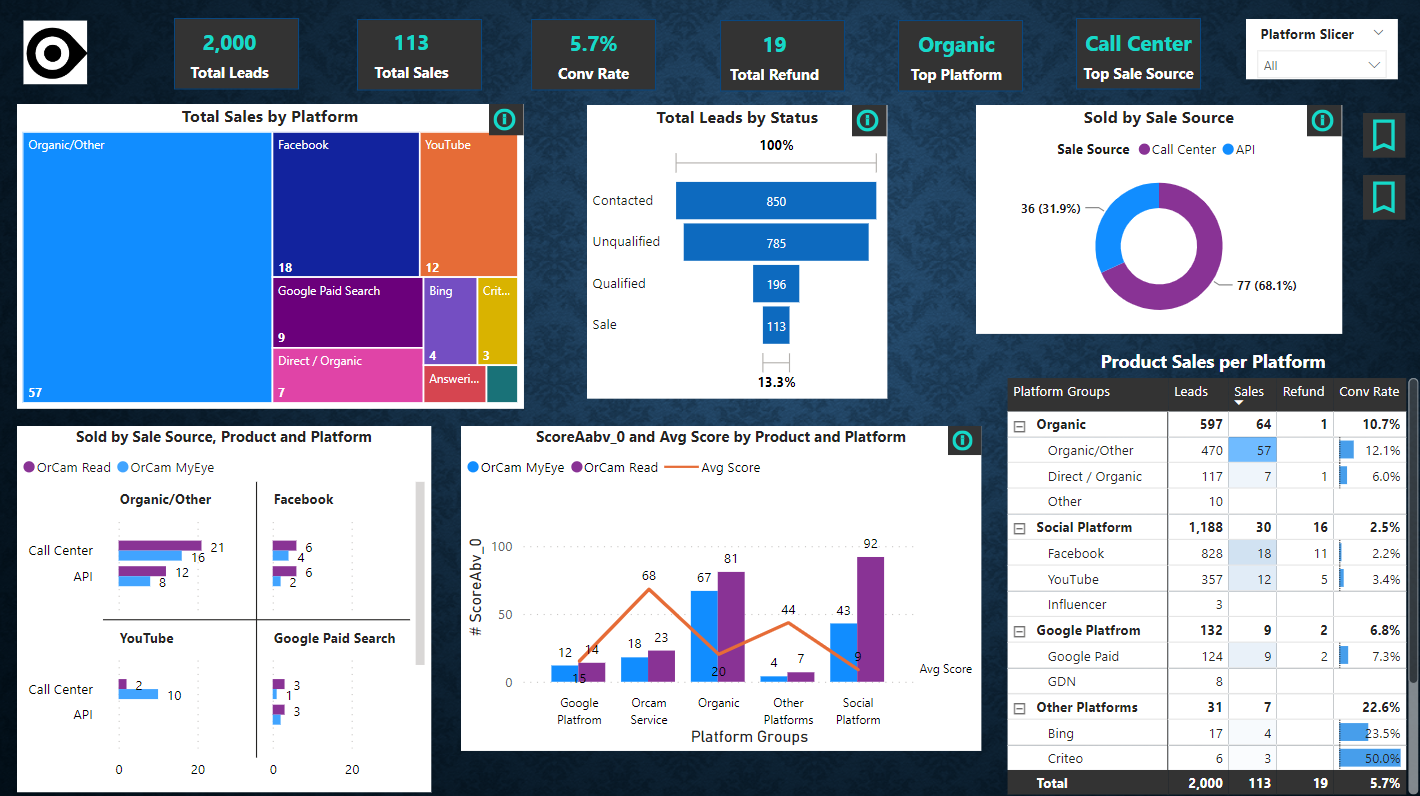 2,000
Total Leads
113
Total Sales
5.7%
Conv Rate
19
Total Refund
Organic
Top Platform
Call Center
Top Sale Source
Platform Slicer
All
Total Sales by Platform
Organic/Other
57
Facebook
18
YouTube
12
Google Paid Search
9
Bing
4
Crit...
3
Direct / Organic
7
Answeri...
Total Leads by Status
100%
Contacted 850
Unqualified 785
Qualified 196
Sale 113
13.3%
Sold by Sale Source
Sale Source Call Center API
36 (31.9%)
77 (68.1%)
Sold by Sale Source, Product and Platform
OrCam Read OrCam MyEye
Organic/Other Facebook
Call Center 21 16 6 4
API 12 8 6 2
YouTube Google Paid Search
Call Center 2 10 3 1
API 3
0 20 0 20
ScoreAabv_0 and Avg Score by Product and Platform
OrCam MyEye OrCam Read Avg Score
# ScoreAbv_0
100
50
0
12 14 15
18 23 68
67 81 20
4 7 44
43 92 9
Avg Score
Google Platfrom
Orcam Service
Organic
Other Platforms
Social Platform
Platform Groups
Product Sales per Platform
Platform Groups Leads Sales Refund Conv Rate
Organic 597 64 1 10.7%
Organic/Other 470 57 12.1%
Direct / Organic 117 7 1 6.0%
Other 10
Social Platform 1,188 30 16 2.5%
Facebook 828 18 11 2.2%
YouTube 357 12 5 3.4%
Influencer 3
Google Platfrom 132 9 2 6.8%
Google Paid 124 9 2 7.3%
GDN 8
Other Platforms 31 7 22.6%
Bing 17 4 23.5%
Criteo 6 3 50.0%
Total 2,000 113 19 5.7%